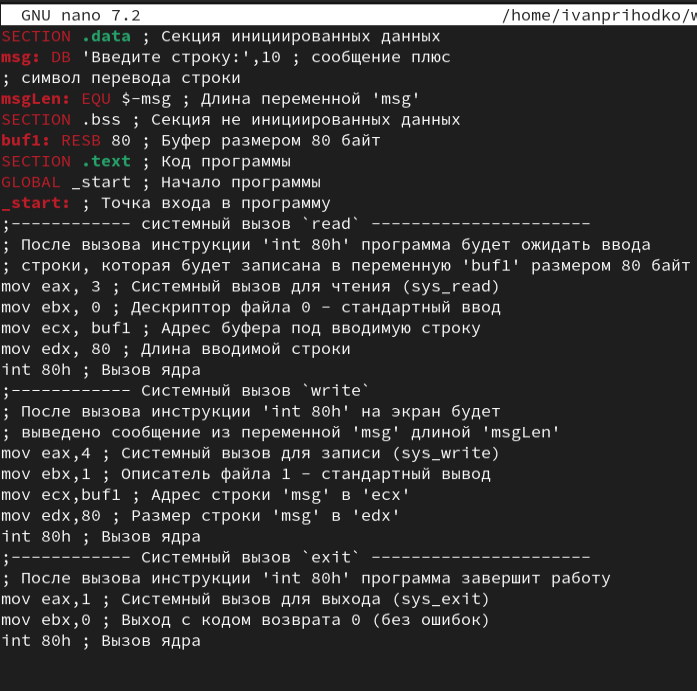 GNU nano 7.2 /home/ivanprihodko/
SECTION .data ; Секция инициированных данных
msg: DB 'Введите строку:',10 ; сообщение плюс
; символ перевода строки
msgLen: EQU $-msg ; Длина переменной 'msg'
SECTION .bss ; Секция не инициированных данных
buf1: RESB 80 ; Буфер размером 80 байт
SECTION .text ; Код программы
GLOBAL _start ; Начало программы
_start: ; Точка входа в программу
;------------ системный вызов `read` ----------------------
; После вызова инструкции 'int 80h' программа будет ожидать ввода
; строки, которая будет записана в переменную 'buf1' размером 80 байт
mov eax, 3 ; Системный вызов для чтения (sys_read)
mov ebx, 0 ; Дескриптор файла 0 - стандартный ввод
mov ecx, buf1 ; Адрес буфера под вводимую строку
mov edx, 80 ; Длина вводимой строки
int 80h ; Вызов ядра
;------------ Системный вызов `write`
; После вызова инструкции 'int 80h' на экран будет
; выведено сообщение из переменной 'msg' длиной 'msgLen'
mov eax,4 ; Системный вызов для записи (sys_write)
mov ebx,1 ; Описатель файла 1 - стандартный вывод
mov ecx,buf1 ; Адрес строки 'msg' в 'ecx'
mov edx,80 ; Размер строки 'msg' в 'edx'
int 80h ; Вызов ядра
;------------ Системный вызов `exit` ----------------------
; После вызова инструкции 'int 80h' программа завершит работу
mov eax,1 ; Системный вызов для выхода (sys_exit)
mov ebx,0 ; Выход с кодом возврата 0 (без ошибок)
int 80h ; Вызов ядра